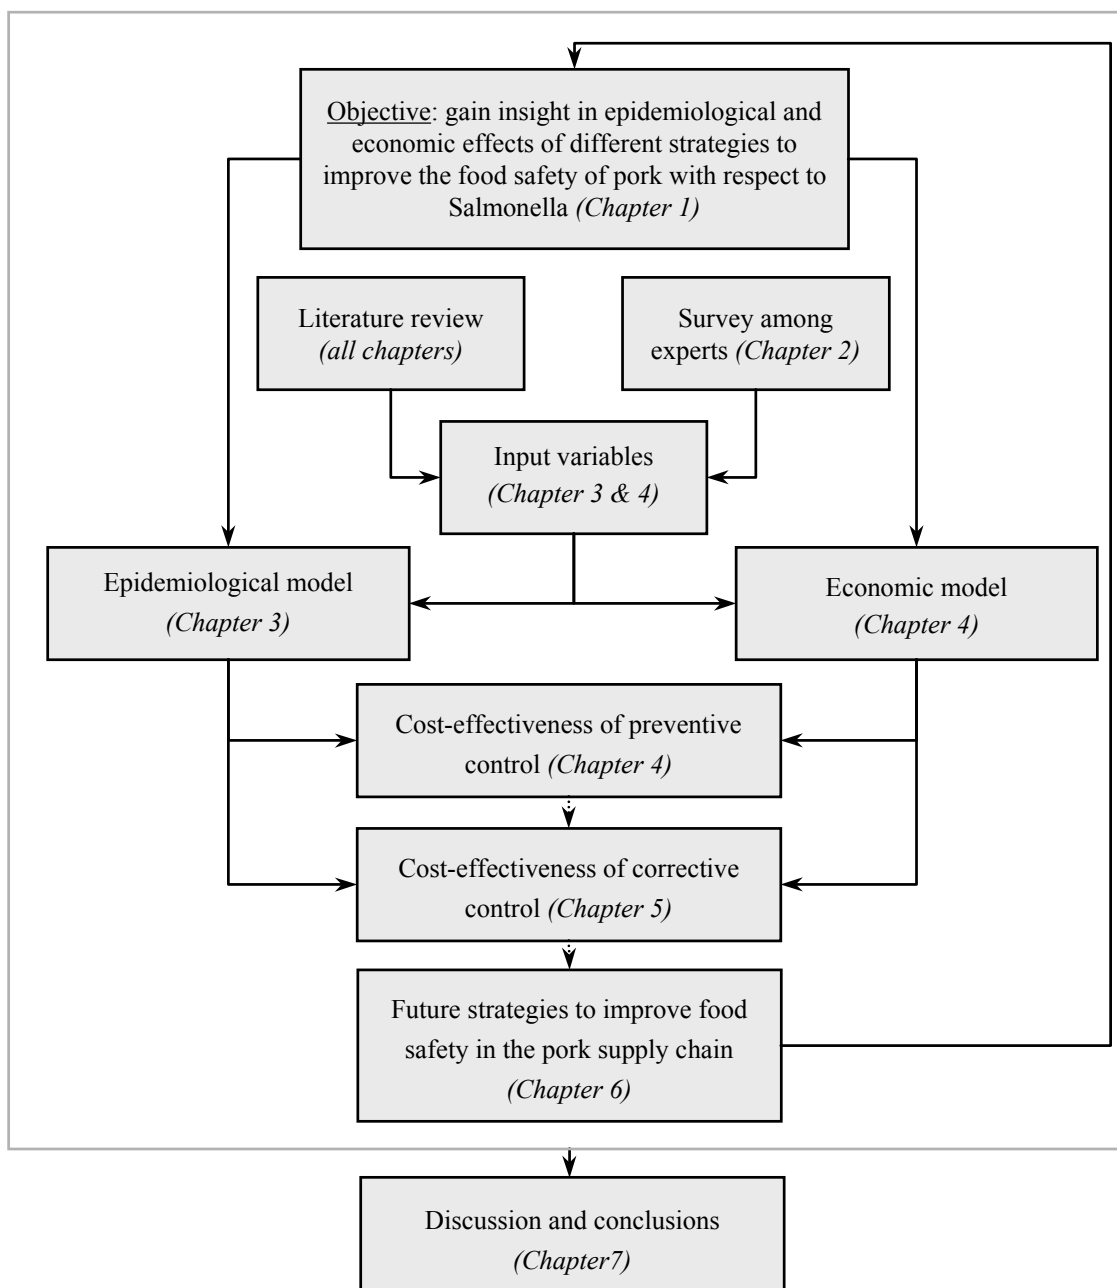 Objective: gain insight in epidemiological and
economic effects of different strategies to
improve the food safety of pork with respect to
Salmonella (Chapter 1)
Literature review
(all chapters)
Survey among
experts (Chapter 2)
Input variables
(Chapter 3 & 4)
Epidemiological model
(Chapter 3)
Economic model
(Chapter 4)
Cost-effectiveness of preventive
control (Chapter 4)
Cost-effectiveness of corrective
control (Chapter 5)
Future strategies to improve food
safety in the pork supply chain
(Chapter 6)
Discussion and conclusions
(Chapter7)